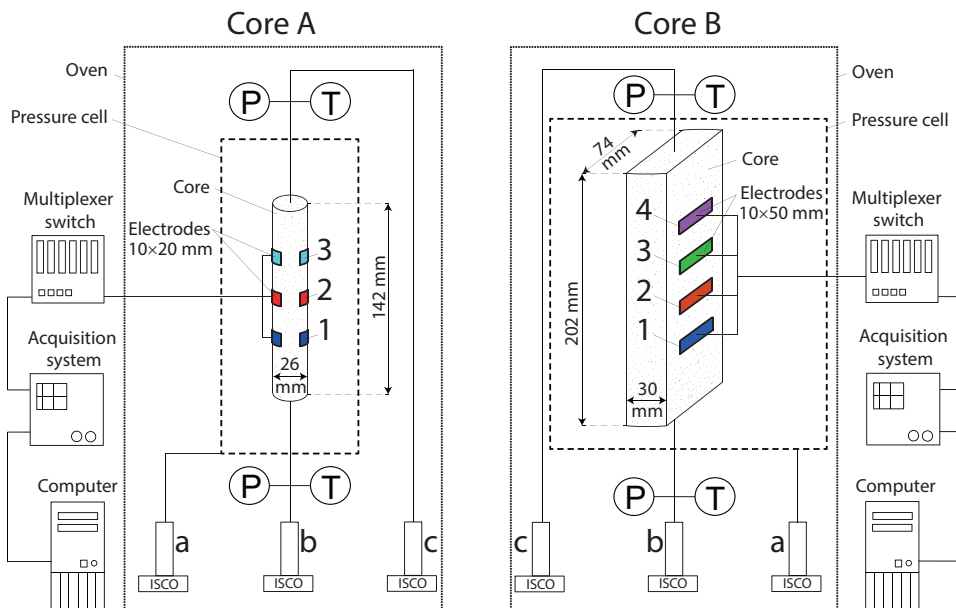 Core A
Oven
P
T
Pressure cell
Core
Multiplexer
switch
Electrodes
10×20 mm
3
2
1
142 mm
26
mm
Acquisition
system
Computer
P
T
a
b
c
ISCO
ISCO
ISCO
Core B
Oven
P
T
Pressure cell
74
mm
Core
Electrodes
10×50 mm
Multiplexer
switch
4
3
2
1
202 mm
30
mm
Acquisition
system
Computer
P
T
c
b
a
ISCO
ISCO
ISCO